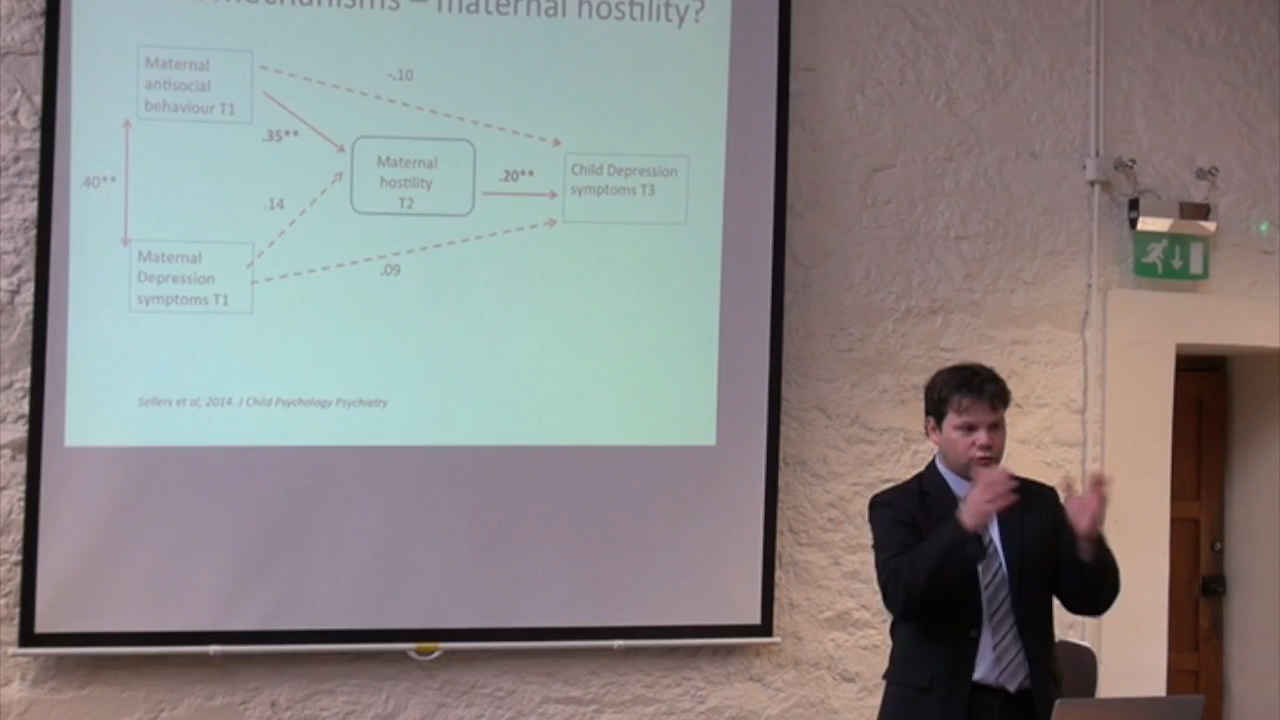 mechanisms – maternal hostility?
Maternal
antisocial
behaviour T1
-.10
.35**
Maternal
hostility
T2
.20**
Child Depression
symptoms T3
.40**
.14
Maternal
Depression
symptoms T1
.09
Sellers et al, 2014. J Child Psychology Psychiatry